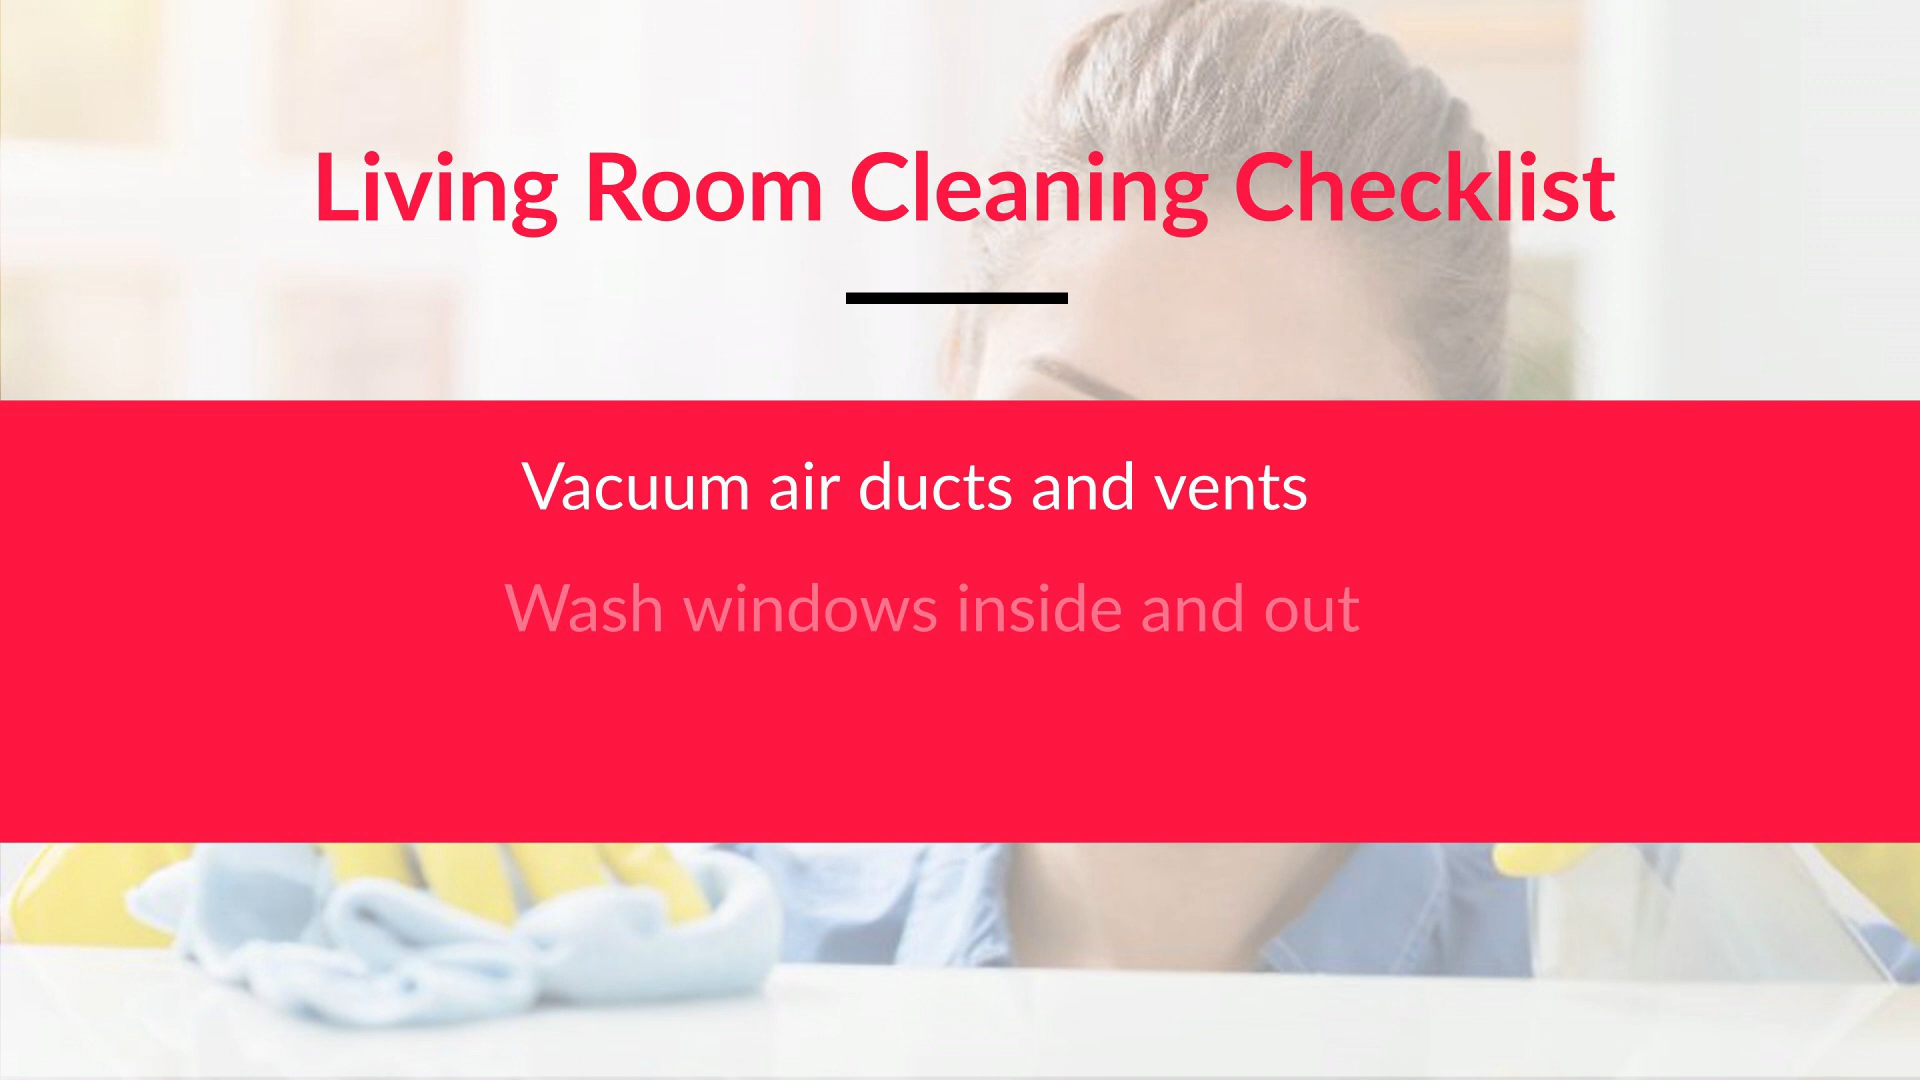 Living Room Cleaning Checklist
Vacuum air ducts and vents
Wash windows inside and out